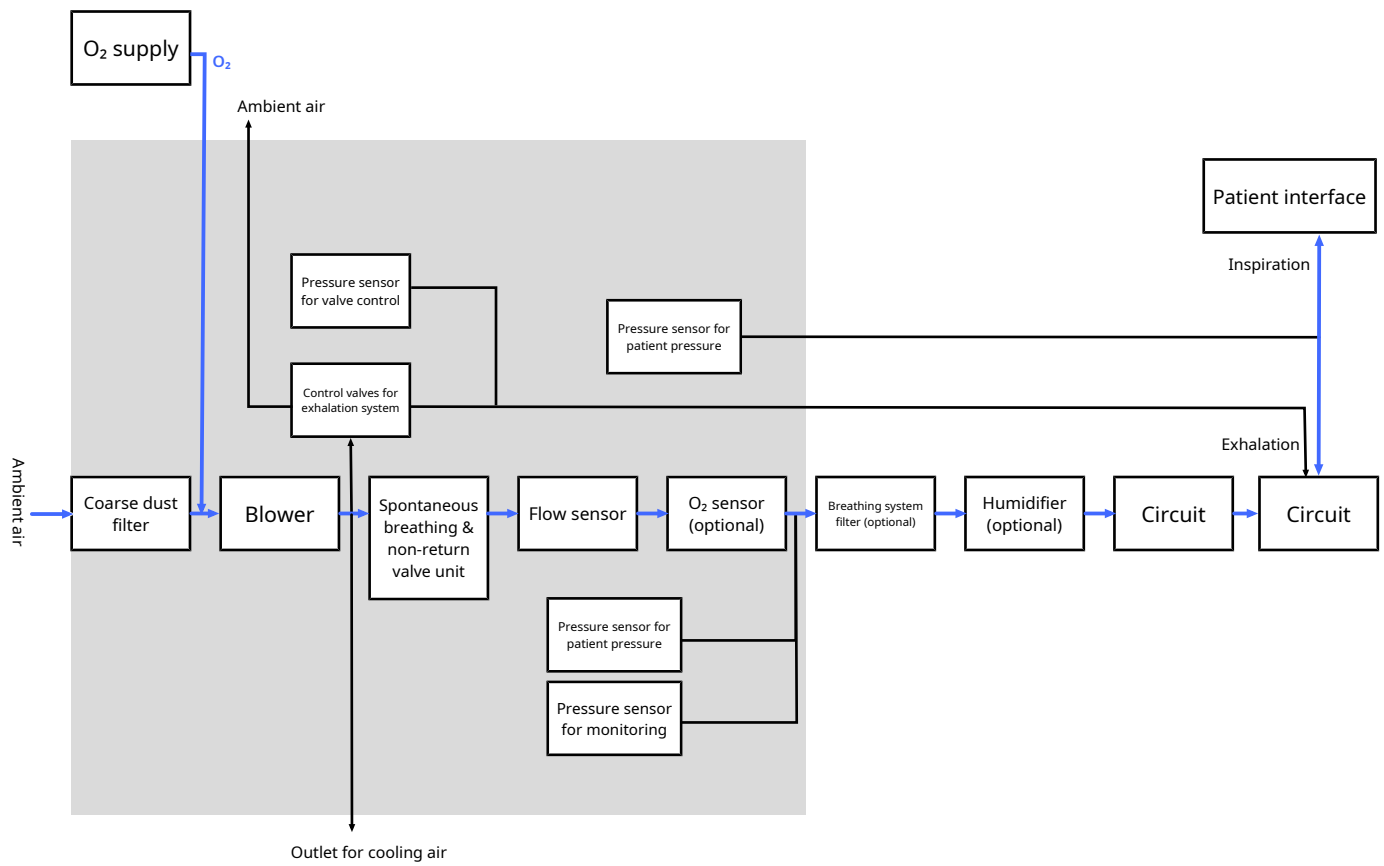 O₂ supply
O₂
Ambient air
Patient interface
Inspiration
Pressure sensor
for valve control
Pressure sensor for
patient pressure
Control valves for
exhalation system
Exhalation
Ambient air
Coarse dust
filter
Blower
Spontaneous
breathing &
non-return
valve unit
Flow sensor
O₂ sensor
(optional)
Breathing system
filter (optional)
Humidifier
(optional)
Circuit
Circuit
Pressure sensor for
patient pressure
Pressure sensor
for monitoring
Outlet for cooling air